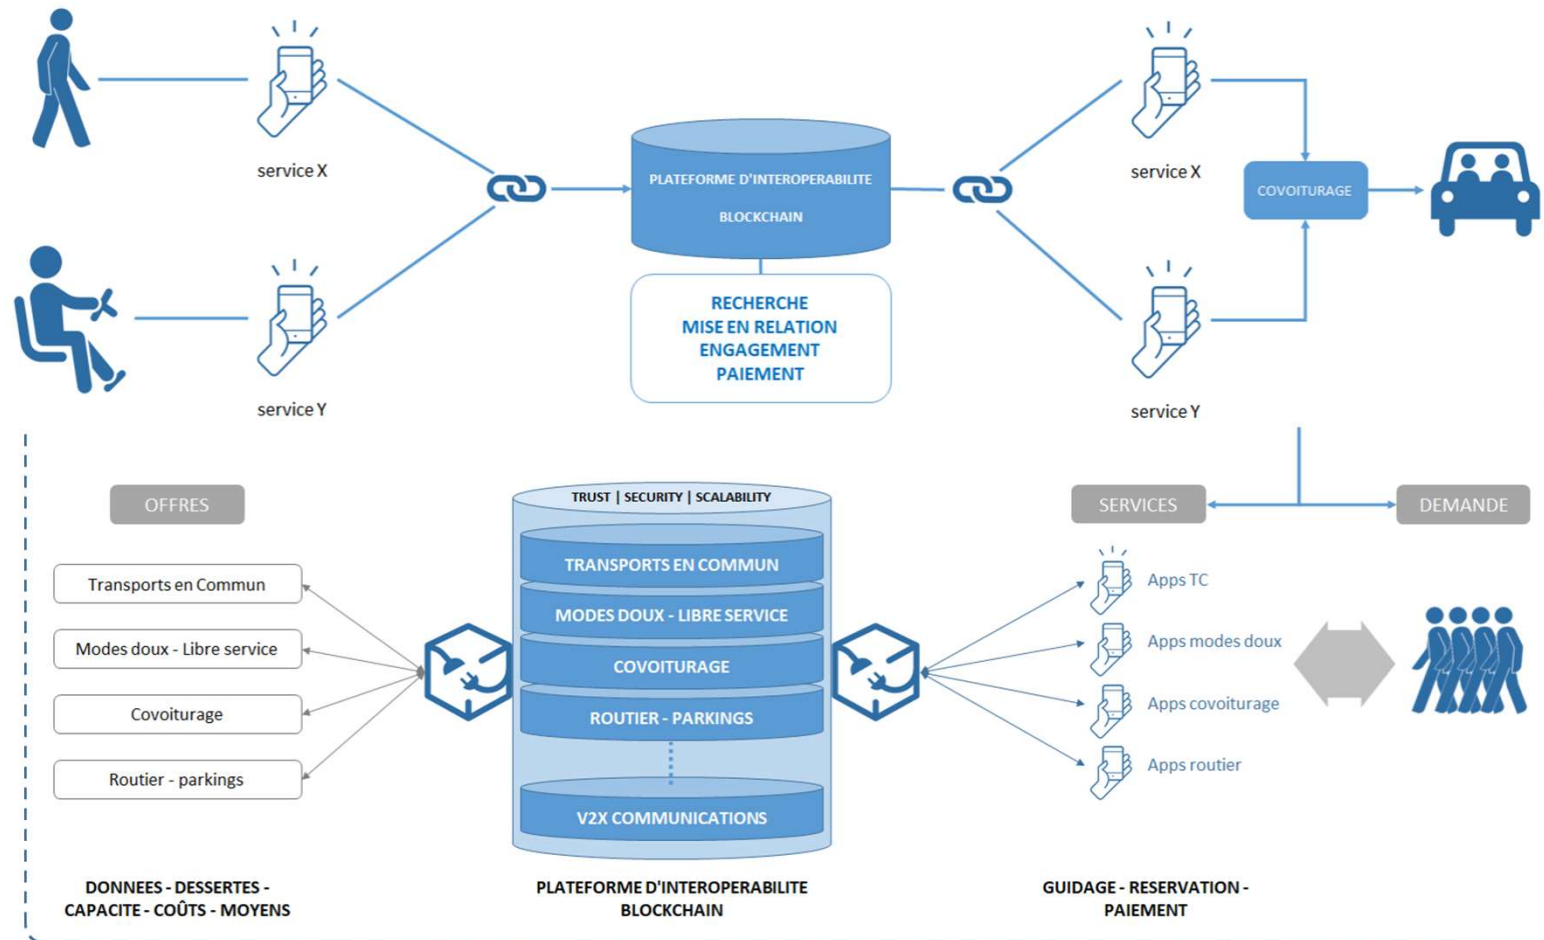 service X
service Y
PLATEFORME D'INTEROPERABILITE
BLOCKCHAIN
RECHERCHE
MISE EN RELATION
ENGAGEMENT
PAIEMENT
service X
service Y
COVOITURAGE
OFFRES
Transports en Commun
Modes doux - Libre service
Covoiturage
Routier - parkings
DONNEES - DESSERTES -
CAPACITE - COÛTS - MOYENS
TRUST | SECURITY | SCALABILITY
TRANSPORTS EN COMMUN
MODES DOUX - LIBRE SERVICE
COVOITURAGE
ROUTIER - PARKINGS
V2X COMMUNICATIONS
PLATEFORME D'INTEROPERABILITE
BLOCKCHAIN
SERVICES
DEMANDE
Apps TC
Apps modes doux
Apps covoiturage
Apps routier
GUIDAGE - RESERVATION -
PAIEMENT